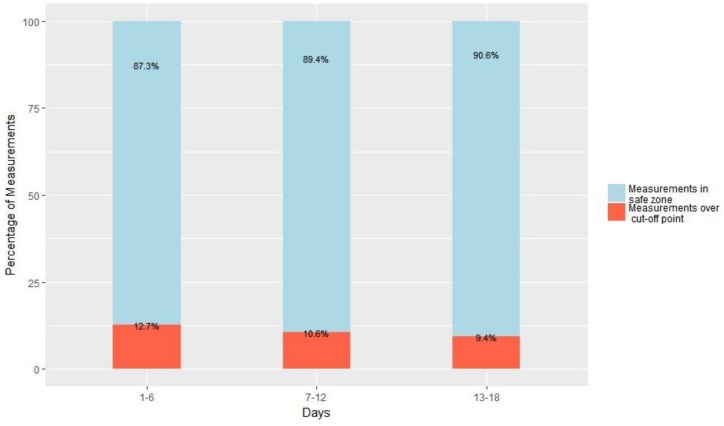 100
75
50
25
0
Percentage of Measurements
87.3%
89.4%
90.6%
12.7%
10.6%
9.4%
1-6
7-12
13-18
Days
Measurements in
safe zone
Measurements over
cut-off point